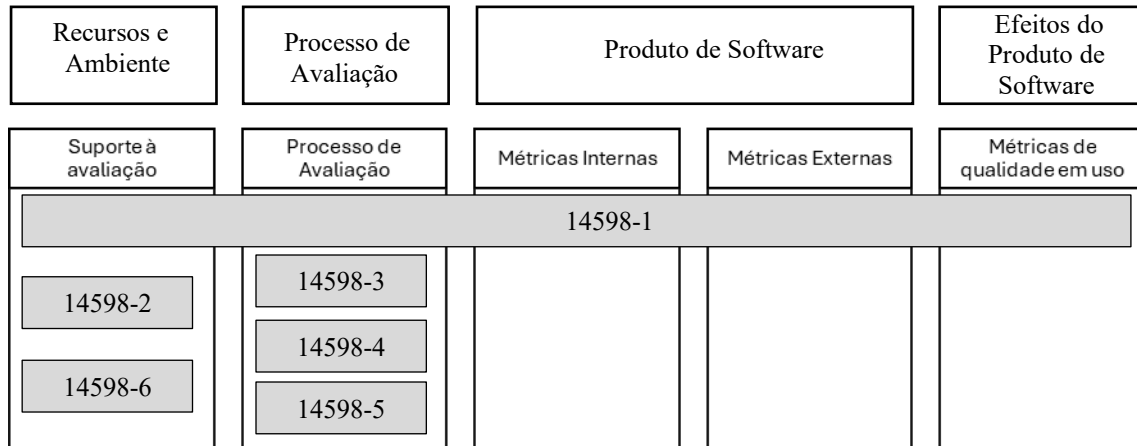 Recursos e
Ambiente
Processo de
Avaliação
Produto de Software
Efeitos do
Produto de
Software
Suporte à
avaliação
Processo de
Avaliação
Métricas Internas
Métricas Externas
Métricas de
qualidade em uso
14598-1
14598-2
14598-6
14598-3
14598-4
14598-5